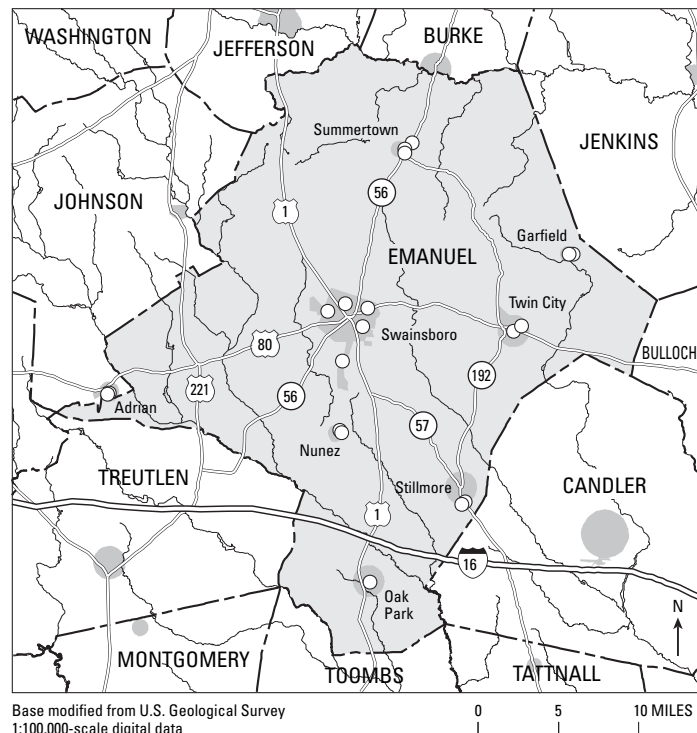 WASHINGTON
JEFFERSON
BURKE
JENKINS
Summertown
56
JOHNSON
1
Garfield
EMANUEL
Twin City
Swainsboro
80
BULLOCH
192
221
56
Adrian
57
Nunez
TREUTLEN
Stillmore
CANDLER
1
16
Oak
Park
N
MONTGOMERY
TOOMBS
TATTNALL
Base modified from U.S. Geological Survey
1:100,000-scale digital data
0 5 10 MILES